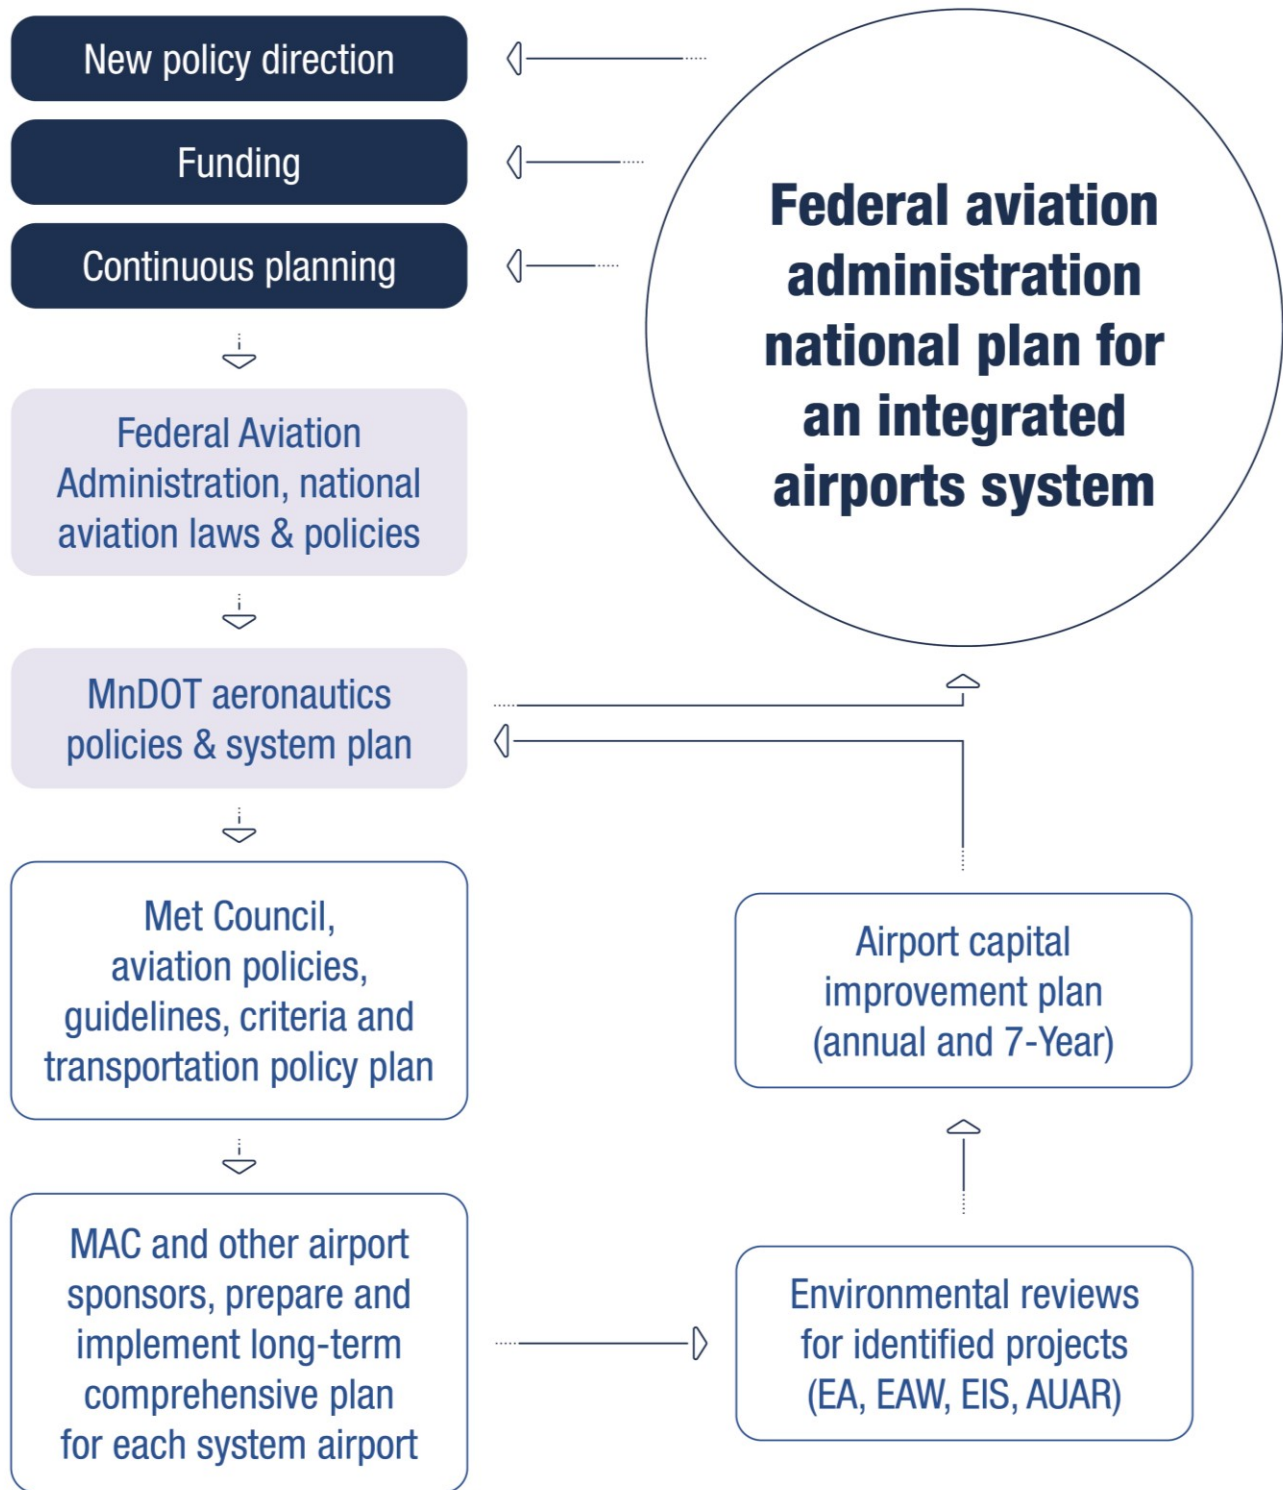 New policy direction
Funding
Continuous planning
Federal aviation
administration
national plan for
an integrated
airports system
Federal Aviation
Administration, national
aviation laws & policies
MnDOT aeronautics
policies & system plan
Met Council,
aviation policies,
guidelines, criteria and
transportation policy plan
MAC and other airport
sponsors, prepare and
implement long-term
comprehensive plan
for each system airport
Environmental reviews
for identified projects
(EA, EAW, EIS, AUAR)
Airport capital
improvement plan
(annual and 7-Year)